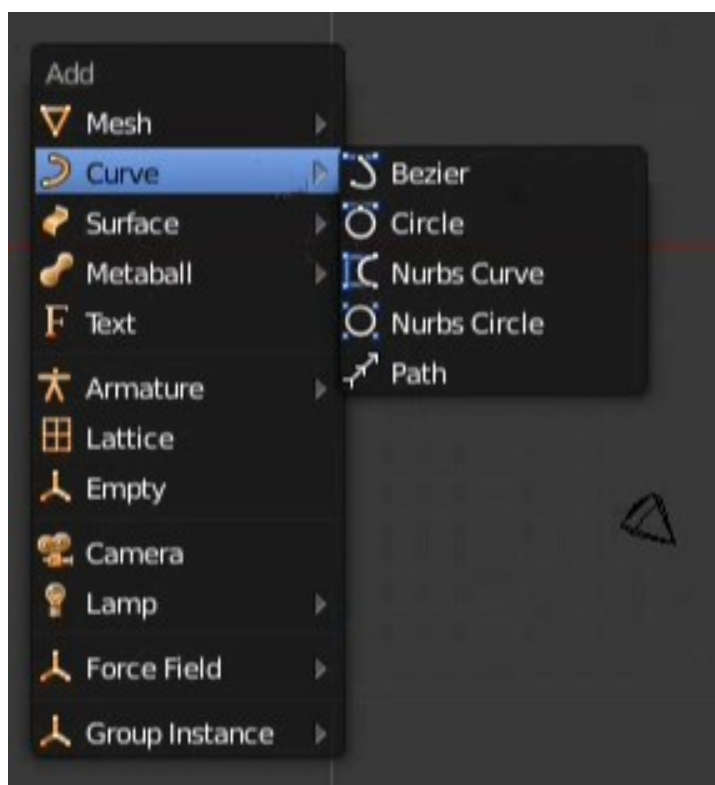 Add
Mesh
Curve
Surface
Metaball
Text
Armature
Lattice
Empty
Camera
Lamp
Force Field
Group Instance
Bezier
Circle
Nurbs Curve
Nurbs Circle
Path